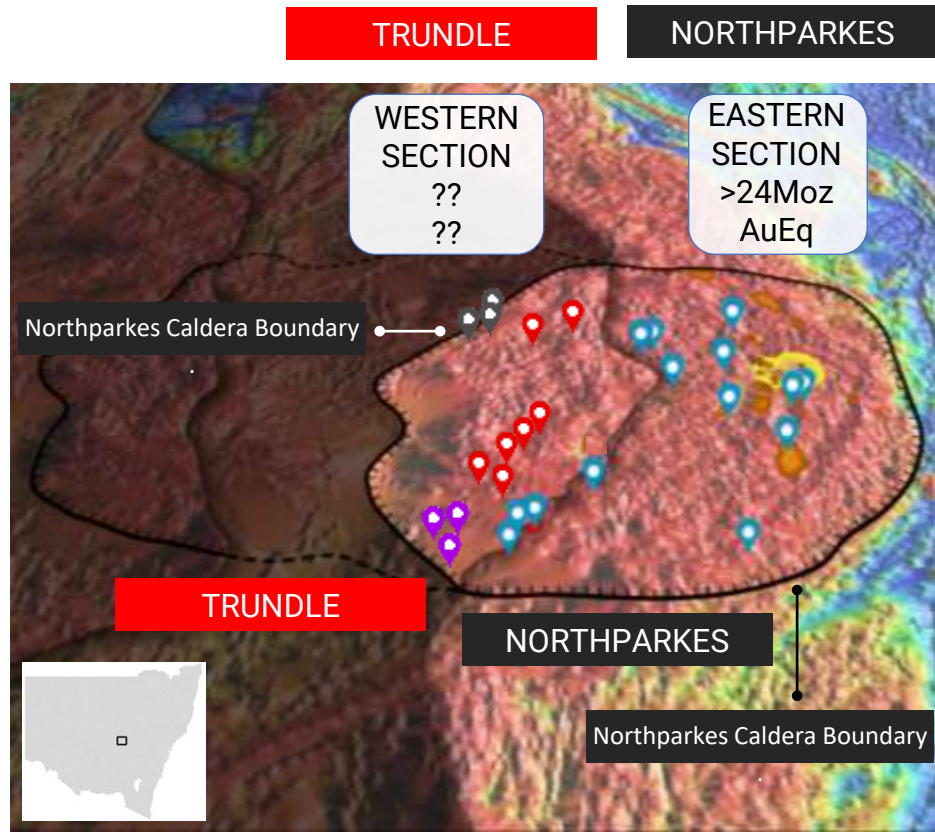 TRUNDLE
NORTHPARKES
WESTERN
SECTION
??
??
EASTERN
SECTION
>24Moz
AuEq
Northparkes Caldera Boundary
.
TRUNDLE
NORTHPARKES
Northparkes Caldera Boundary
.